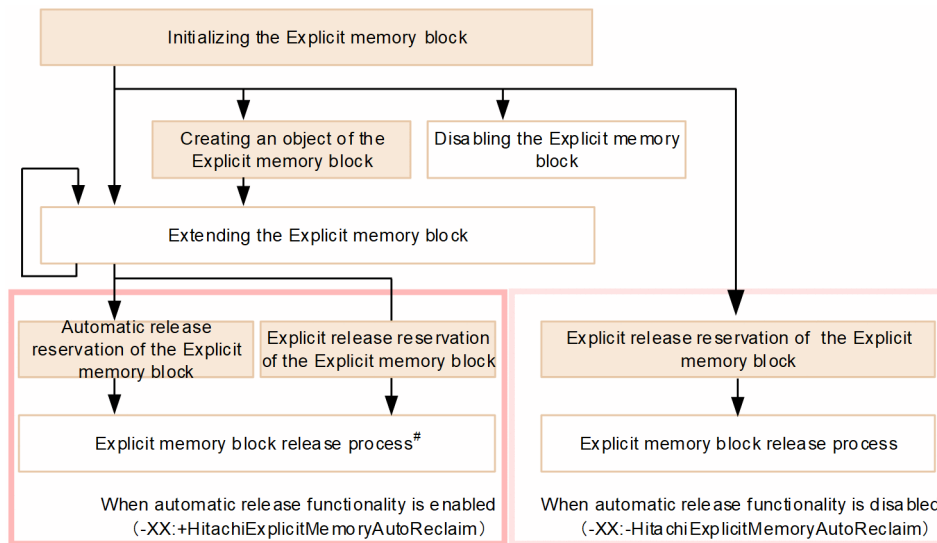 Initializing the Explicit memory block
Creating an object of the
Explicit memory block
Disabling the Explicit memory
block
Extending the Explicit memory block
Automatic release
reservation of the Explicit
memory block
Explicit release reservation
of the Explicit memory block
Explicit release reservation of the Explicit
memory block
Explicit memory block release process#
Explicit memory block release process
When automatic release functionality is enabled
(-XX:+HitachiExplicitMemoryAutoReclaim)
When automatic release functionality is disabled
(-XX:-HitachiExplicitMemoryAutoReclaim)